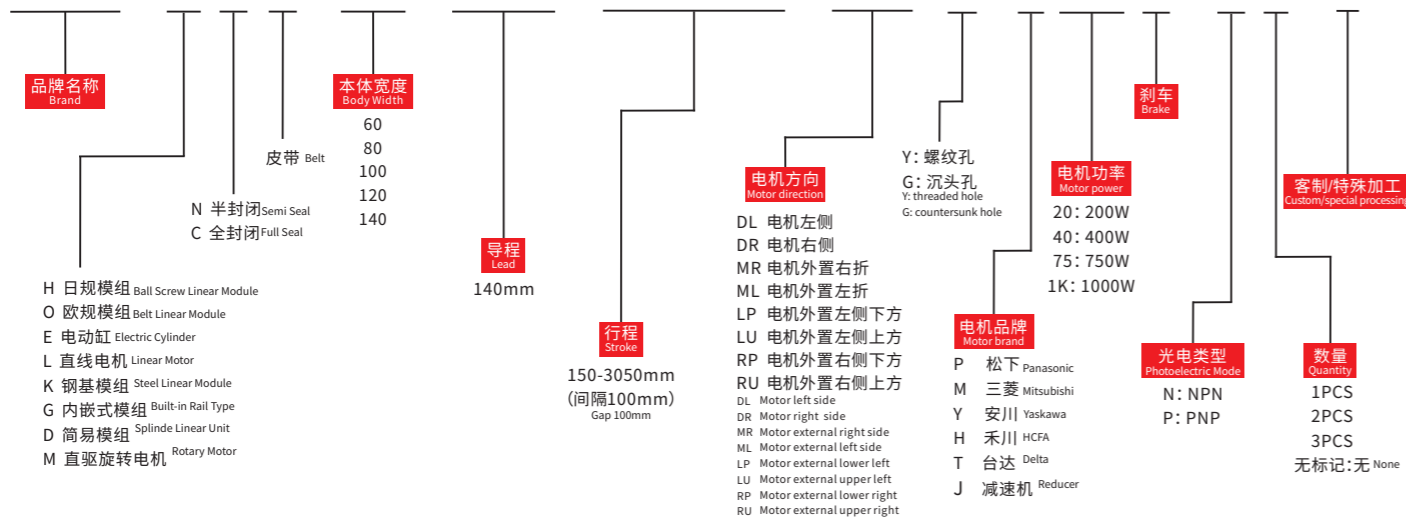 品牌名称
Brand
H 日规模组 Ball Screw Linear Module
O 欧规模组 Belt Linear Module
E 电动缸 Electric Cylinder
L 直线电机 Linear Motor
K 钢基模组 Steel Linear Module
G 内嵌式模组 Built-in Rail Type
D 简易模组 Splinde Linear Unit
M 直驱旋转电机 Rotary Motor
N 半封闭 Semi Seal
C 全封闭 Full Seal
皮带 Belt
本体宽度
Body Width
60
80
100
120
140
导程
Lead
140mm
行程
Stroke
150-3050mm
（间隔100mm）
Gap 100mm
电机方向
Motor direction
DL 电机左侧
DR 电机右侧
MR 电机外置右折
ML 电机外置左折
LP 电机外置左侧下方
LU 电机外置左侧上方
RP 电机外置右侧下方
RU 电机外置右侧上方
DL Motor left side
DR Motor right side
MR Motor external right side
ML Motor external left side
LP Motor external lower left
LU Motor external upper left
RP Motor external lower right
RU Motor external upper right
Y：螺纹孔
G：沉头孔
Y: threaded hole
G: countersunk hole
电机品牌
Motor brand
P 松下 Panasonic
M 三菱 Mitsubishi
Y 安川 Yaskawa
H 禾川 HCFA
T 台达 Delta
J 减速机 Reducer
电机功率
Motor power
20：200W
40：400W
75：750W
1K：1000W
刹车
Brake
光电类型
Photoelectric Mode
N：NPN
P：PNP
数量
Quantity
1PCS
2PCS
3PCS
无标记：无 None
客制/特殊加工
Custom/special processing